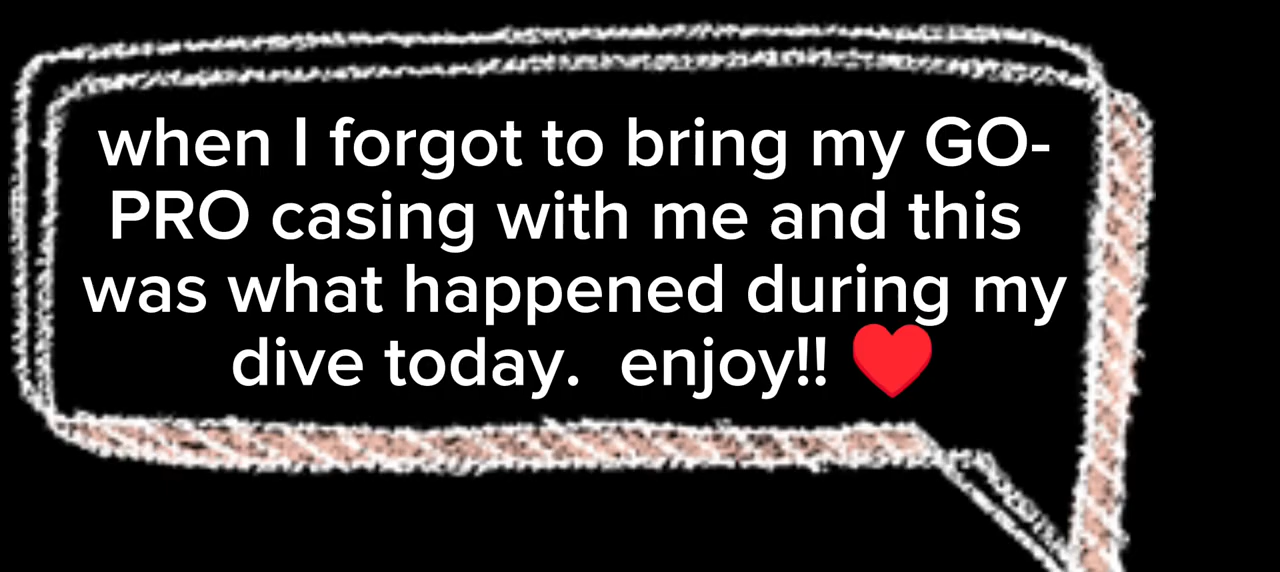 when I forgot to bring my GO-
PRO casing with me and this
was what happened during my
dive today.  enjoy!! ♥️